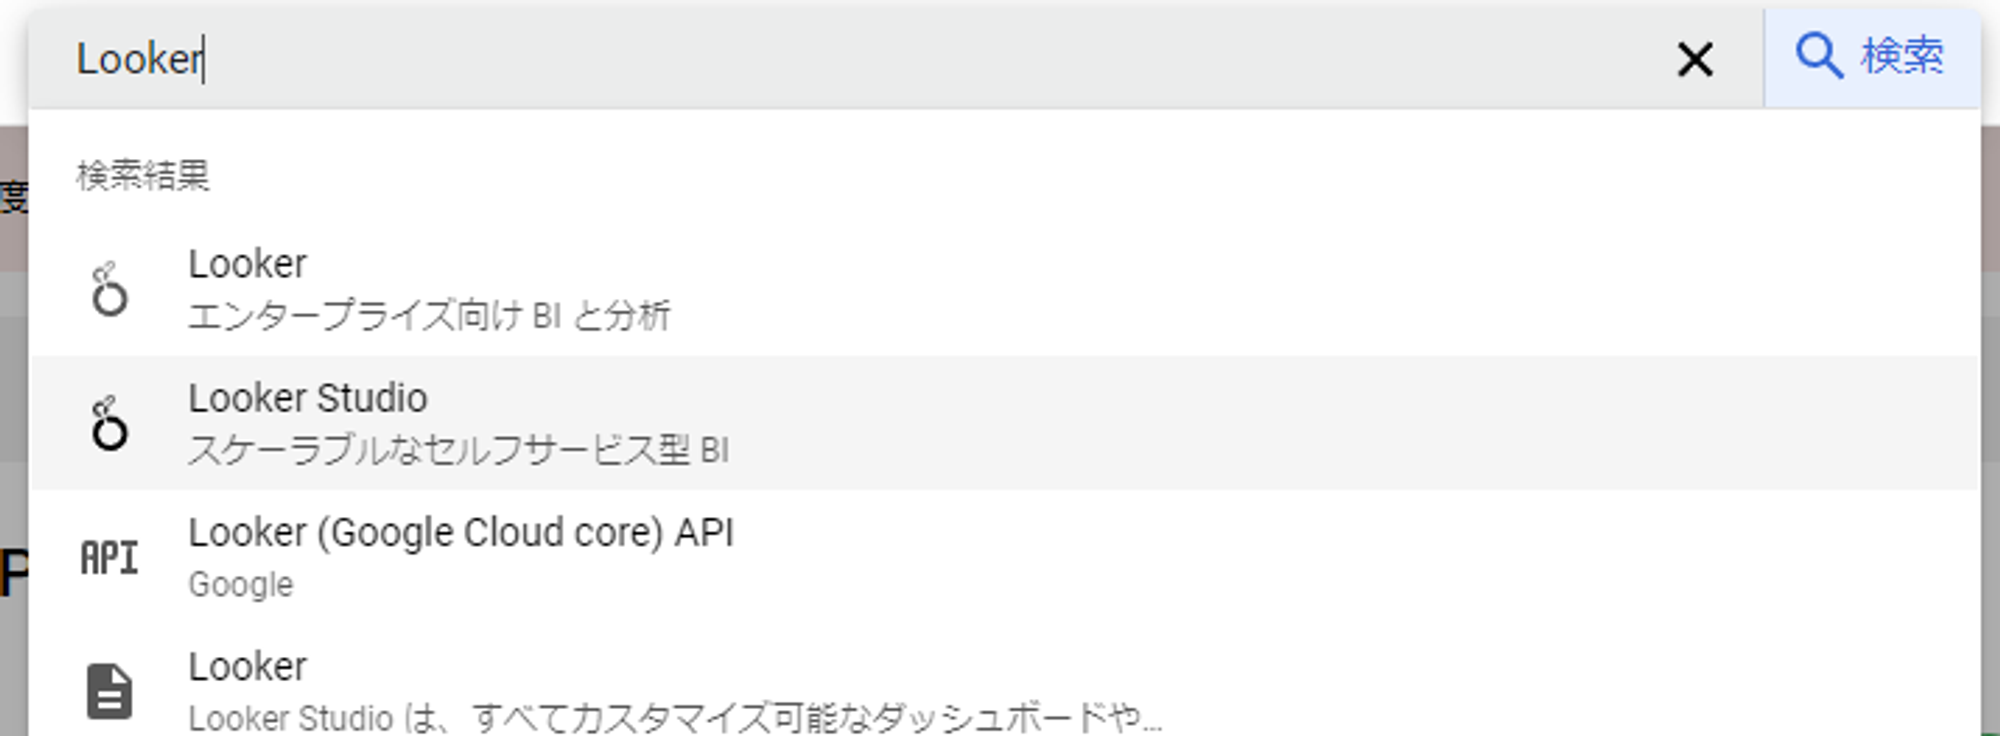 Looker
検索
度
検索結果
Looker
エンタープライズ向け BI と分析
Looker Studio
スケーラブルなセルフサービス型 BI
API
Looker (Google Cloud core) API
Google
P
Looker
Looker Studio は、すべてカスタマイズ可能なダッシュボードや...